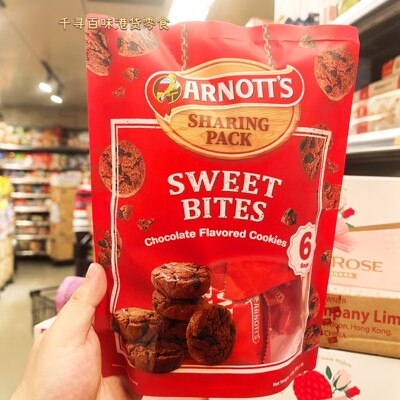 千寻百味港货零食
ARNOTT'S
SHARING
PACK
SWEET
BITES
Chocolate Flavored Cookies
6
ROSE
mpany Lim
Hong Kong
CHINA
ARNOTT'S